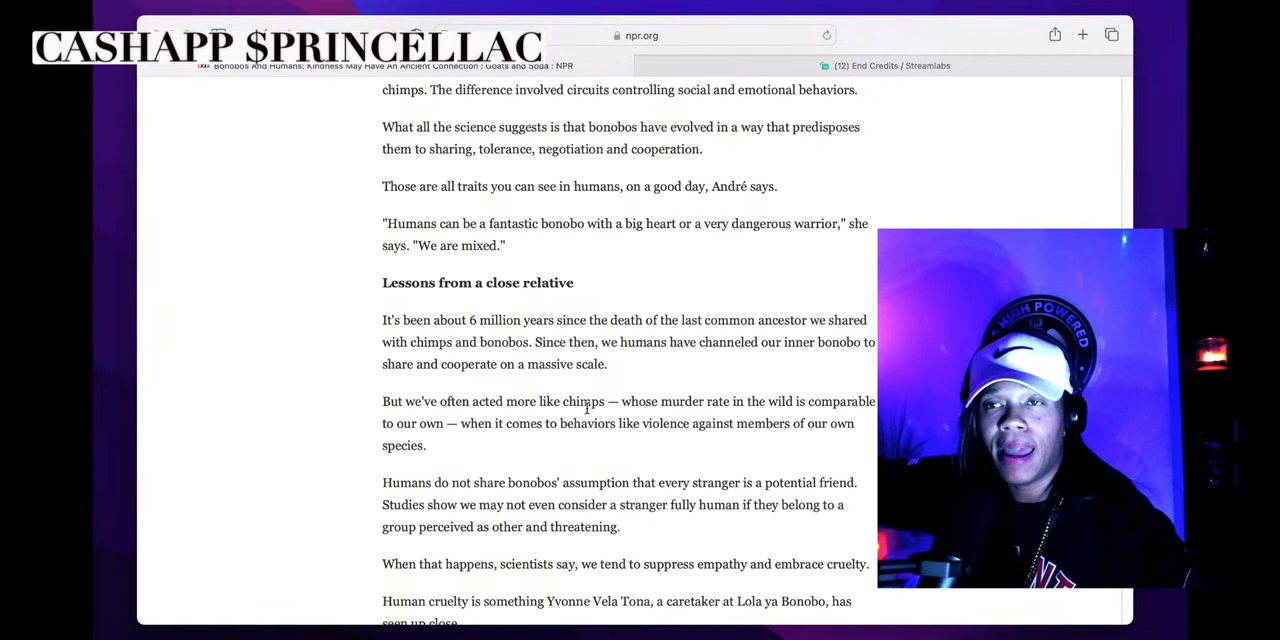 CASHAPP $PRINCELLAC
npr.org
Bonobos And Humans: Kindness May Have An Ancient Connection : Goats and Soda : NPR
(12) End Credits / Streamlabs
chimps. The difference involved circuits controlling social and emotional behaviors.
What all the science suggests is that bonobos have evolved in a way that predisposes
them to sharing, tolerance, negotiation and cooperation.
Those are all traits you can see in humans, on a good day, André says.
"Humans can be a fantastic bonobo with a big heart or a very dangerous warrior," she
says. "We are mixed."
Lessons from a close relative
It's been about 6 million years since the death of the last common ancestor we shared
with chimps and bonobos. Since then, we humans have channeled our inner bonobo to
share and cooperate on a massive scale.
But we've often acted more like chimps — whose murder rate in the wild is comparable
to our own — when it comes to behaviors like violence against members of our own
species.
Humans do not share bonobos' assumption that every stranger is a potential friend.
Studies show we may not even consider a stranger fully human if they belong to a
group perceived as other and threatening.
When that happens, scientists say, we tend to suppress empathy and embrace cruelty.
Human cruelty is something Yvonne Vela Tona, a caretaker at Lola ya Bonobo, has
seen up close.
HIGH POWERED